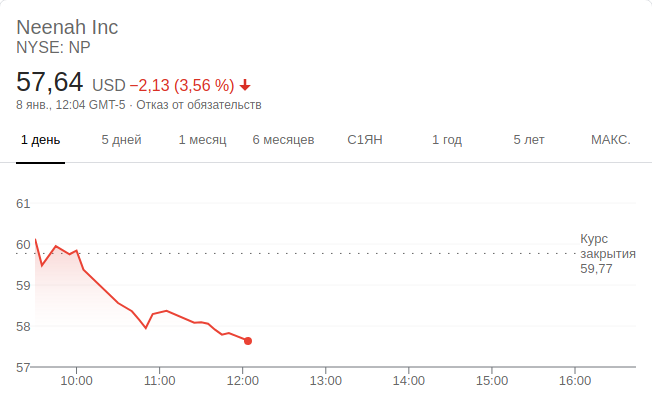 Neenah Inc
NYSE: NP
57,64 USD −2,13 (3,56 %)
8 янв., 12:04 GMT-5 · Отказ от обязательств
1 день 5 дней 1 месяц 6 месяцев С1ЯН 1 год 5 лет МАКС.
61
60
59
58
57
Курс
закрытия
59,77
10:00 11:00 12:00 13:00 14:00 15:00 16:00